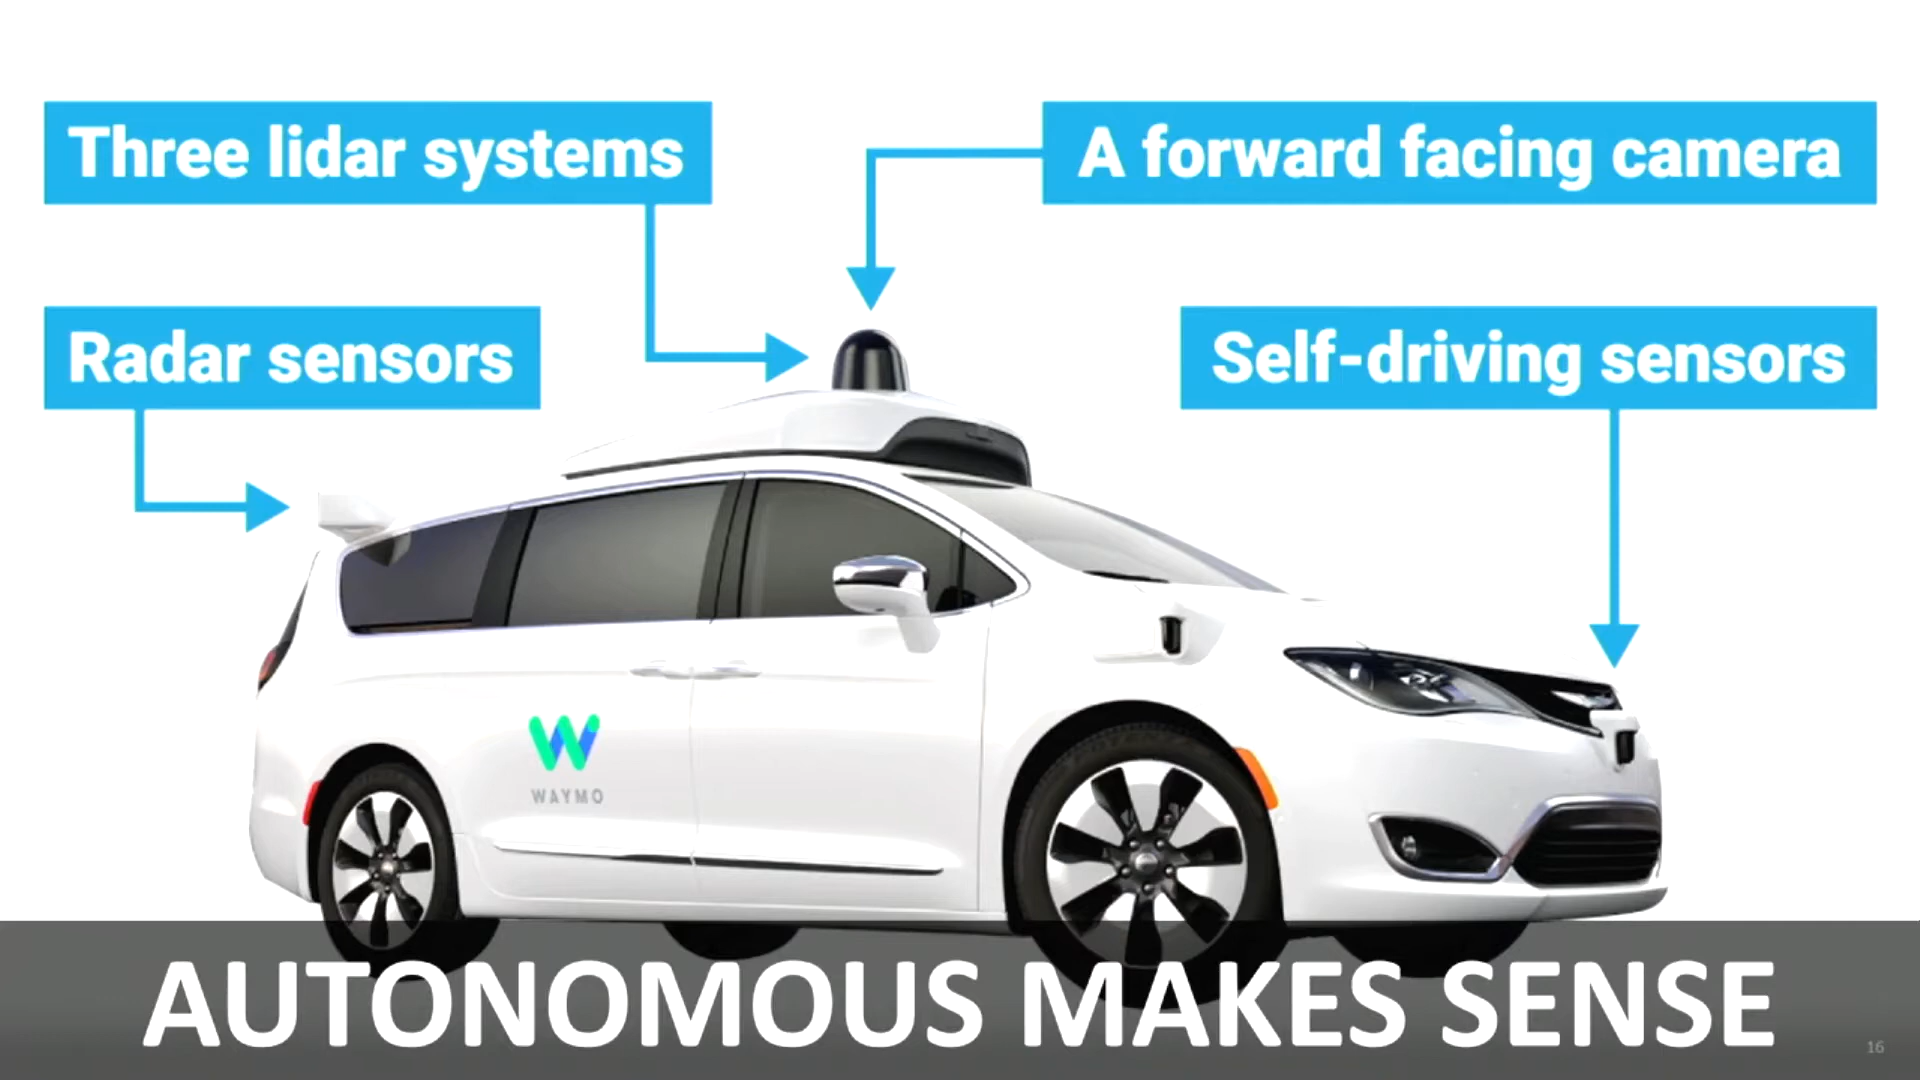 Three lidar systems
A forward facing camera
Radar sensors
Self-driving sensors
WAYMO
AUTONOMOUS MAKES SENSE
16